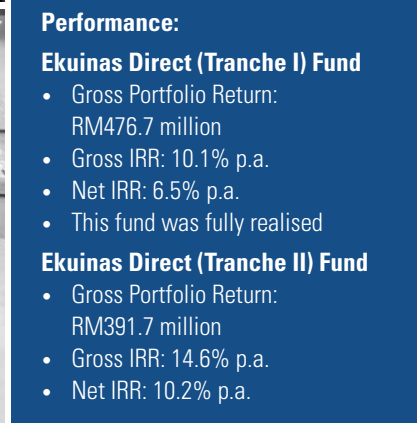 Performance:
Ekuinas Direct (Tranche I) Fund
• Gross Portfolio Return:
RM476.7 million
• Gross IRR: 10.1% p.a.
• Net IRR: 6.5% p.a.
• This fund was fully realised
Ekuinas Direct (Tranche II) Fund
• Gross Portfolio Return:
RM391.7 million
• Gross IRR: 14.6% p.a.
• Net IRR: 10.2% p.a.